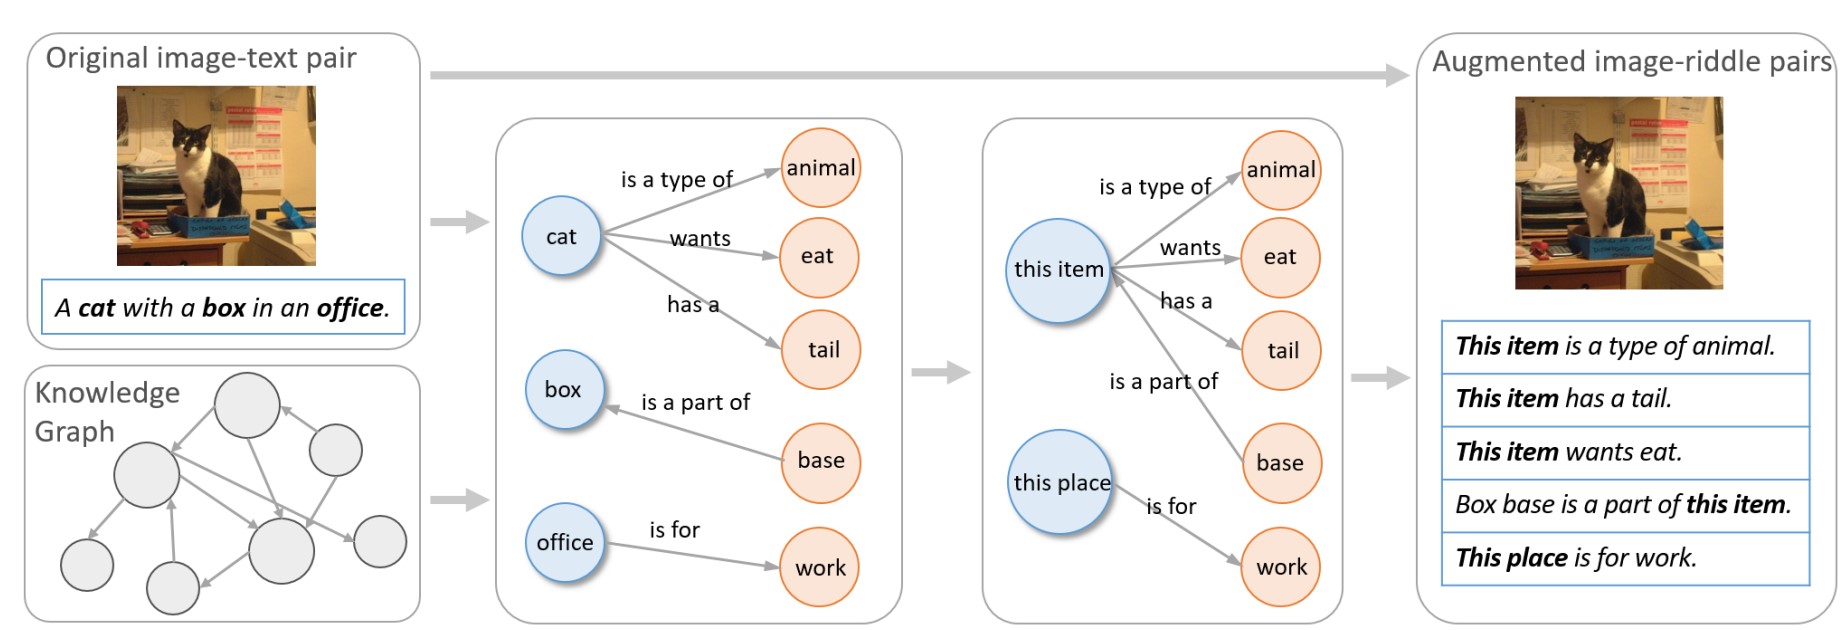 Original image-text pair
A cat with a box in an office.
Knowledge
Graph
is a type of
animal
cat
wants
eat
has a
tail
box
is a part of
base
office
is for
work
is a type of
animal
this item
wants
eat
has a
tail
is a part of
base
this place
is for
work
Augmented image-riddle pairs
This item is a type of animal.
This item has a tail.
This item wants eat.
Box base is a part of this item.
This place is for work.